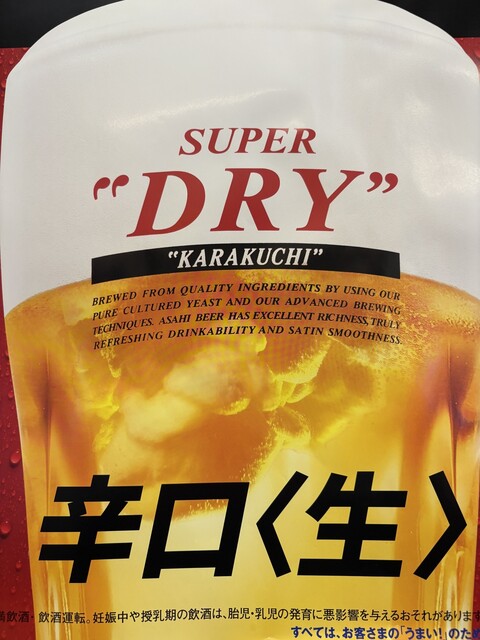 SUPER
"DRY"
"KARAKUCHI"
BREWED FROM QUALITY INGREDIENTS BY USING OUR
PURE CULTURED YEAST AND OUR ADVANCED BREWING
TECHNIQUES. ASAHI BEER HAS EXCELLENT RICHNESS, TRULY
REFRESHING DRINKABILITY AND SATIN SMOOTHNESS.
辛口〈生〉
飲酒・飲酒運転。妊娠中や授乳期の飲酒は、胎児・乳児の発育に悪影響を与えるおそれがあります
すべては、お客さまの「うまい!」のため